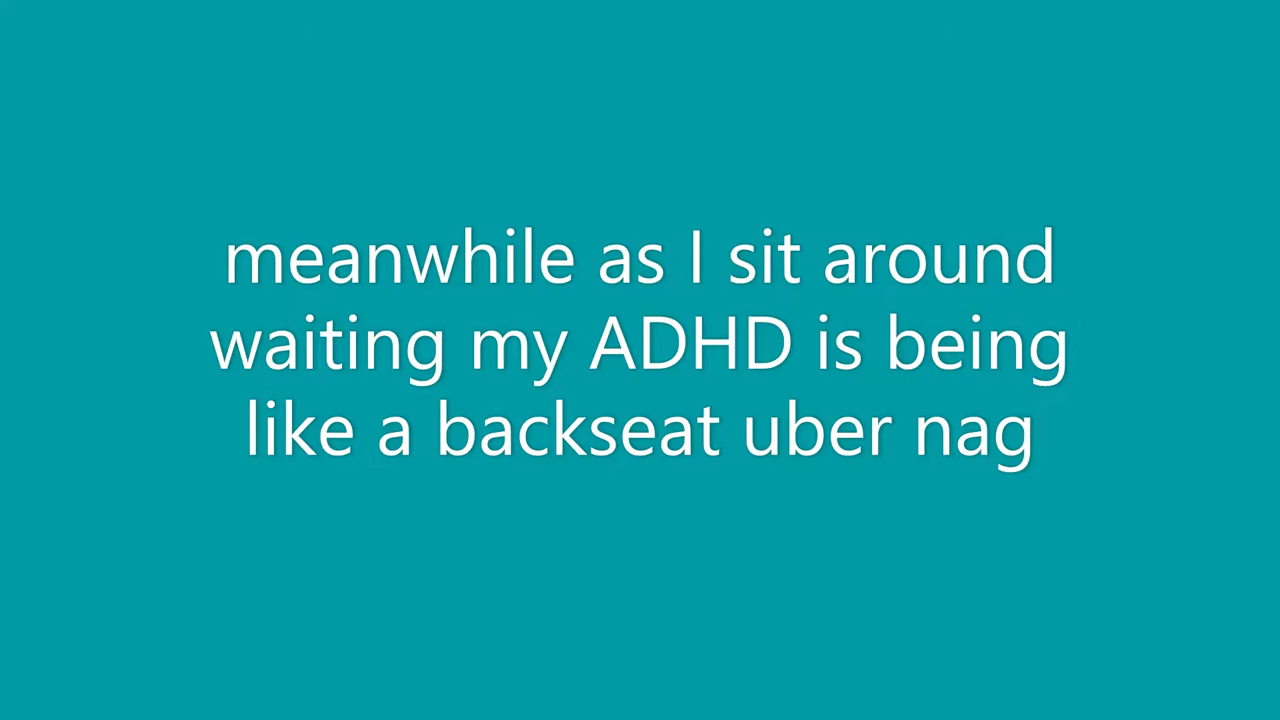 meanwhile as I sit around
waiting my ADHD is being
like a backseat uber nag